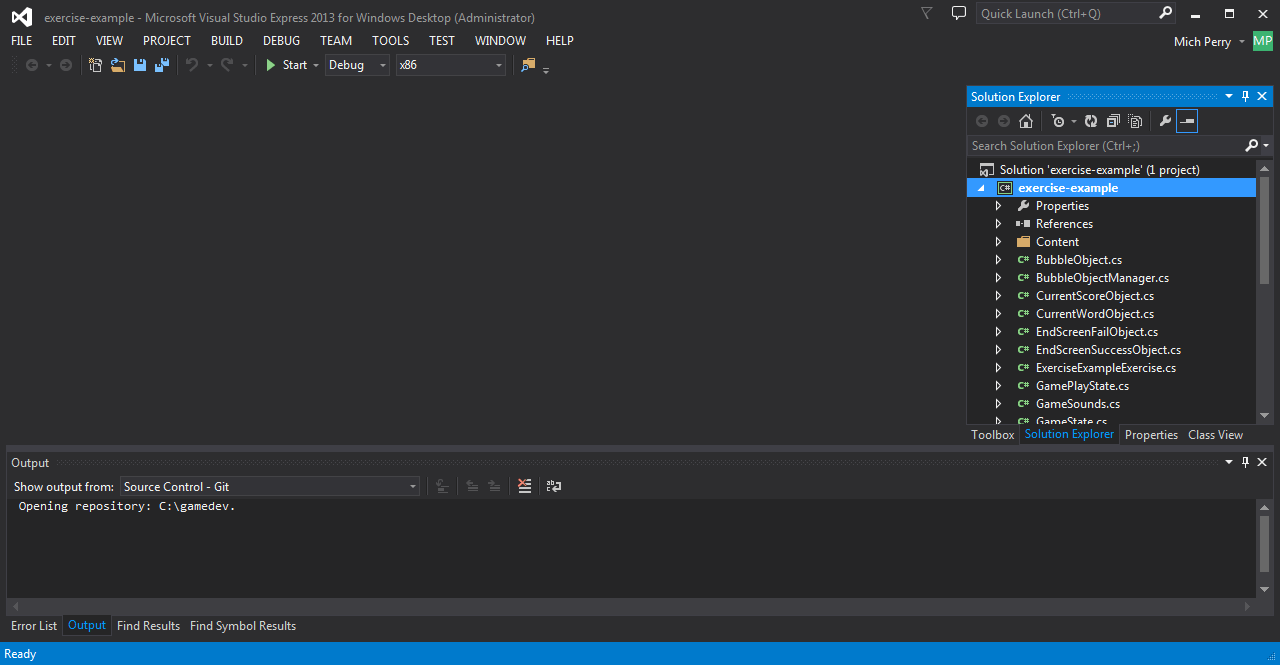 exercise-example - Microsoft Visual Studio Express 2013 for Windows Desktop (Administrator)
Quick Launch (Ctrl+Q)
FILE EDIT VIEW PROJECT BUILD DEBUG TEAM TOOLS TEST WINDOW HELP
Mich Perry MP
Start Debug x86
Solution Explorer
Search Solution Explorer (Ctrl+;)
Solution 'exercise-example' (1 project)
C# exercise-example
Properties
References
Content
C# BubbleObject.cs
C# BubbleObjectManager.cs
C# CurrentScoreObject.cs
C# CurrentWordObject.cs
C# EndScreenFailObject.cs
C# EndScreenSuccessObject.cs
C# ExerciseExampleExercise.cs
C# GamePlayState.cs
C# GameSounds.cs
C# GameState.cs
Toolbox Solution Explorer Properties Class View
Output
Show output from: Source Control - Git
Opening repository: C:\gamedev.
Error List Output Find Results Find Symbol Results
Ready